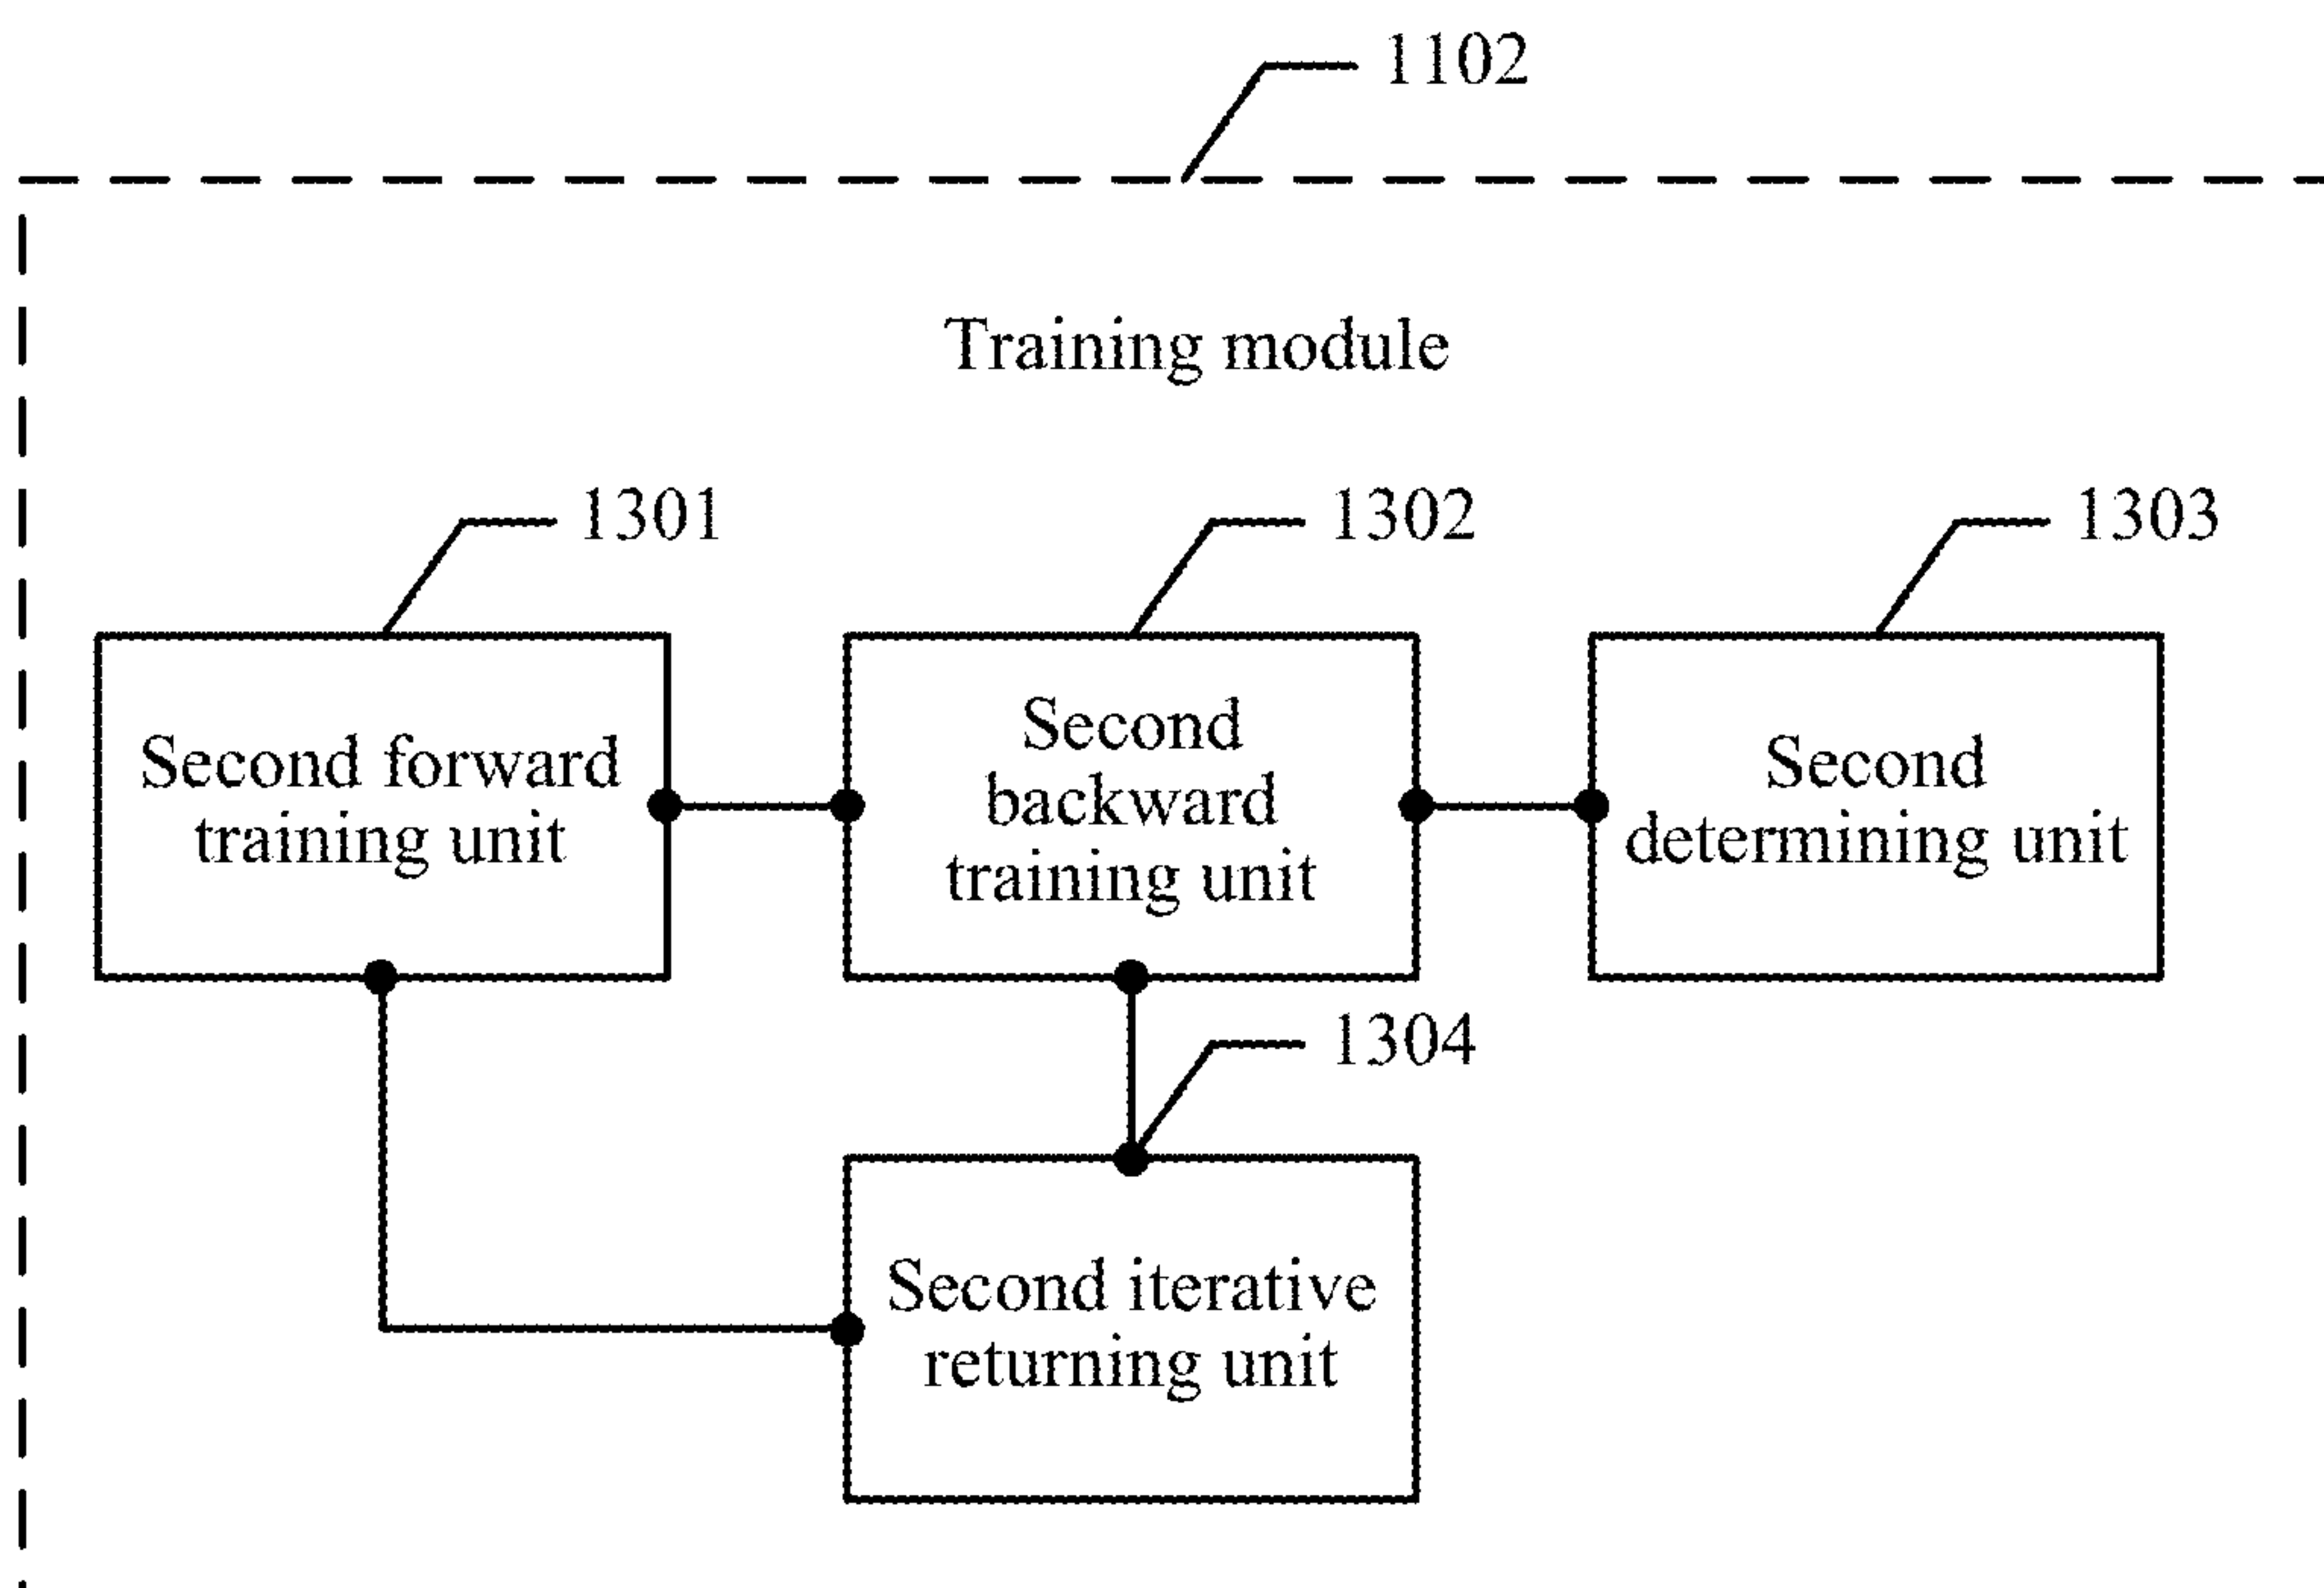 1102
Training module
1301
1302
1303
Second forward
training unit
Second
backward
training unit
Second
determining unit
1304
Second iterative
returning unit